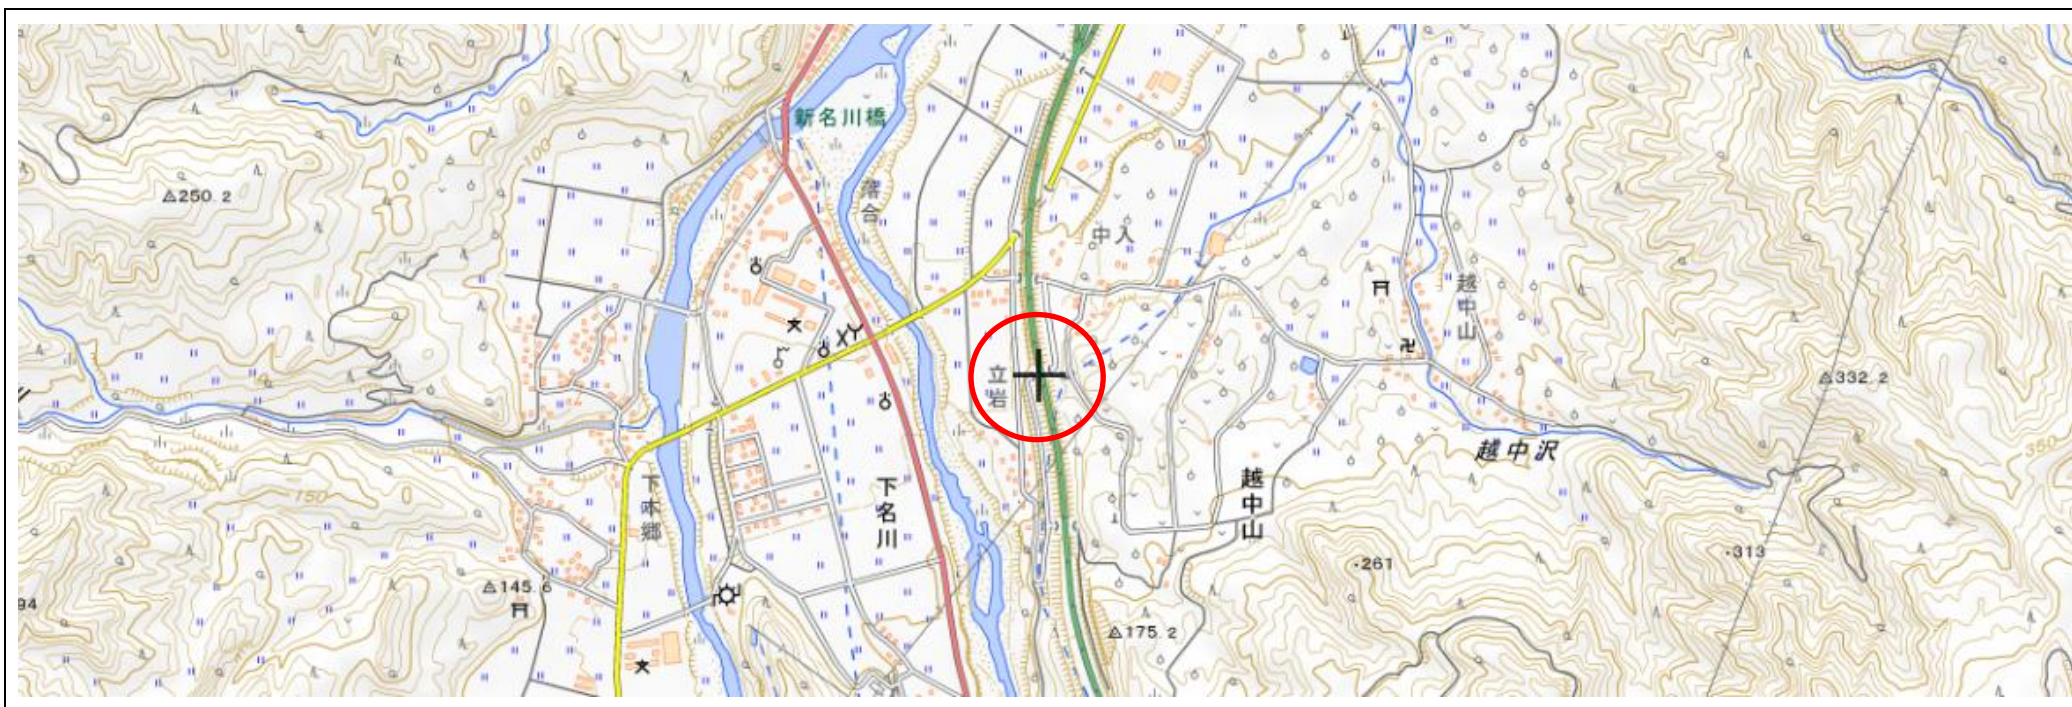 新名川橋
100
250.2
落合
中入
越中山
立岩
332.2
越中沢
350
150
下本郷
下名川
越中山
313
261
94
145.6
175.2